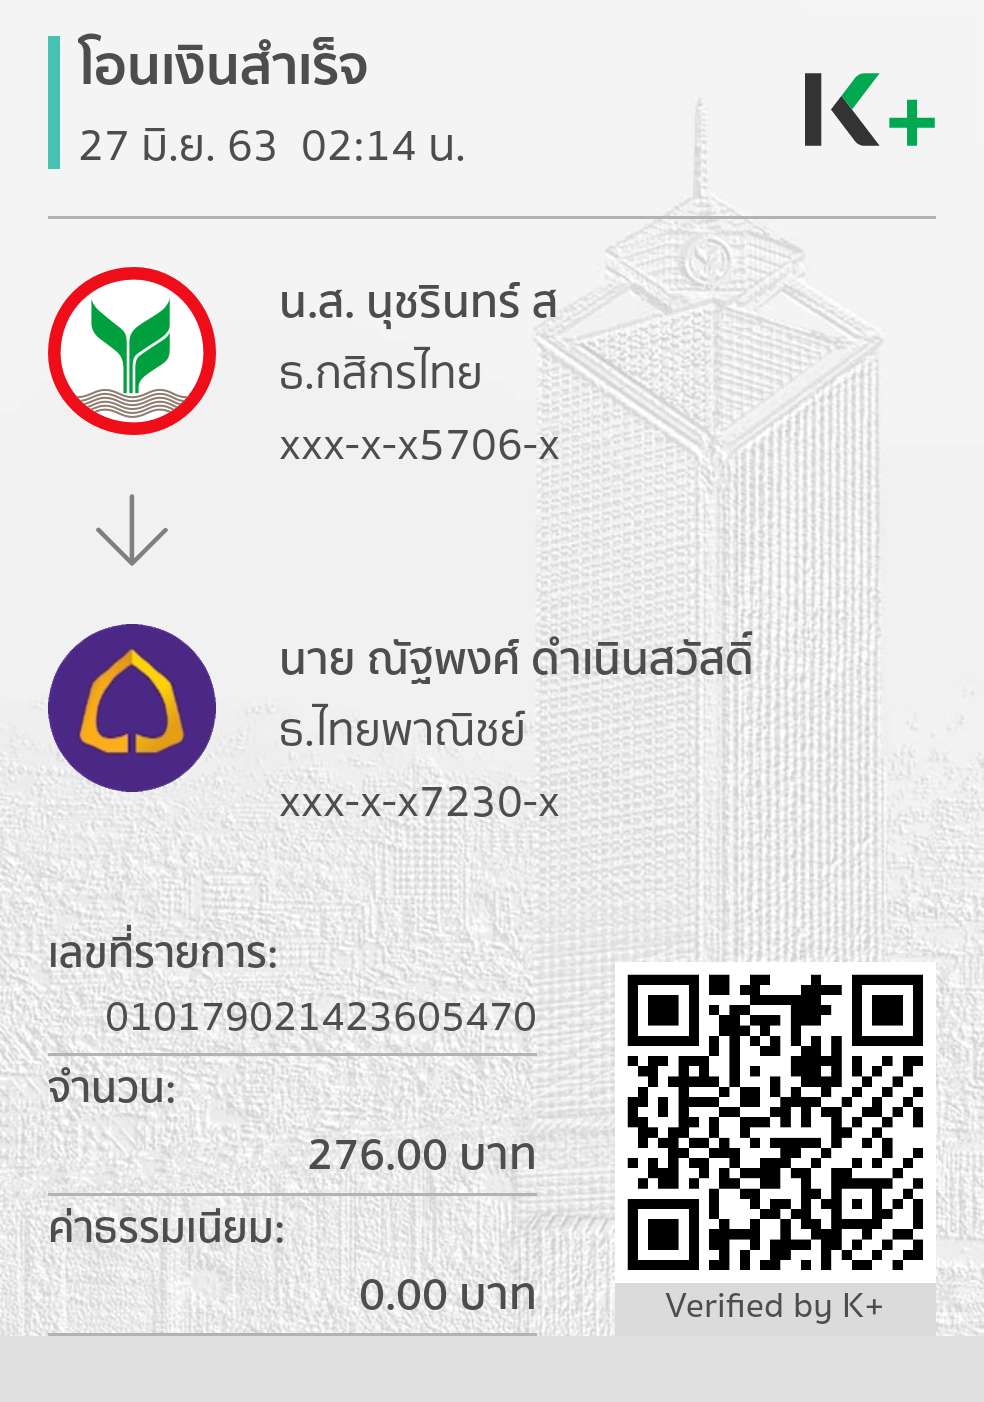 โอนเงินสำเร็จ
27 มิ.ย. 63  02:14 น.
K+
น.ส. นุชรินทร์ ส
ธ.กสิกรไทย
xxx-x-x5706-x
นาย ณัฐพงศ์ ดำเนินสวัสดิ์
ธ.ไทยพาณิชย์
xxx-x-x7230-x
เลขที่รายการ:
010179021423605470
จำนวน:
276.00 บาท
ค่าธรรมเนียม:
0.00 บาท
Verified by K+